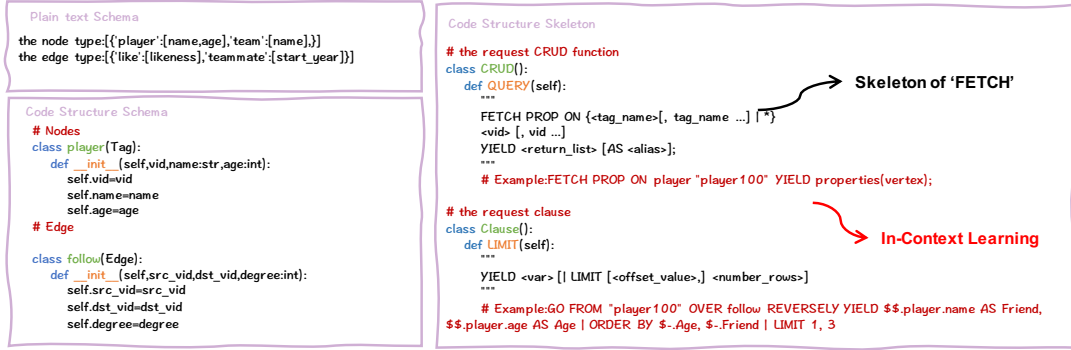 Plain text Schema
the node type:[{'player':[name,age],'team':[name],}]
the edge type:[{'like':[likeness],'teammate':[start_year]}]
Code Structure Schema
# Nodes
class player(Tag):
def __init__(self,vid,name:str,age:int):
self.vid=vid
self.name=name
self.age=age
# Edge
class follow(Edge):
def __init__(self,src_vid,dst_vid,degree:int):
self.src_vid=src_vid
self.dst_vid=dst_vid
self.degree=degree
Code Structure Skeleton
# the request CRUD function
class CRUD():
def QUERY(self):
"""
FETCH PROP ON {<tag_name>[, tag_name ...] | *}
<vid> [, vid ...]
YIELD <return_list> [AS <alias>];
"""
# Example:FETCH PROP ON player "player100" YIELD properties(vertex);
# the request clause
class Clause():
def LIMIT(self):
"""
YIELD <var> [| LIMIT [<offset_value>,] <number_rows>]
"""
# Example:GO FROM "player100" OVER follow REVERSELY YIELD $$.player.name AS Friend,
$$.player.age AS Age | ORDER BY $-.Age, $-.Friend | LIMIT 1, 3
Skeleton of 'FETCH'
In-Context Learning